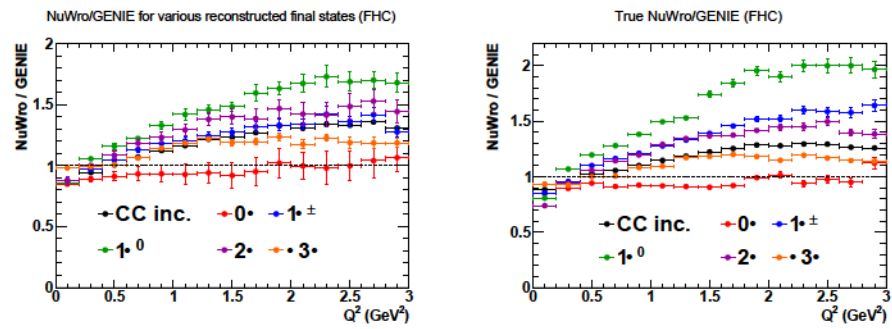 NuWro/GENIE for various reconstructed final states (FHC)
NuWro / GENIE
2
1.5
1
0.5
0
CC inc.
0•
1• ±
1• 0
2•
• 3•
0 0.5 1 1.5 2 2.5 3
Q² (GeV²)
True NuWro/GENIE (FHC)
NuWro / GENIE
2
1.5
1
0.5
0
CC inc.
0•
1• ±
1• 0
2•
• 3•
0 0.5 1 1.5 2 2.5 3
Q² (GeV²)